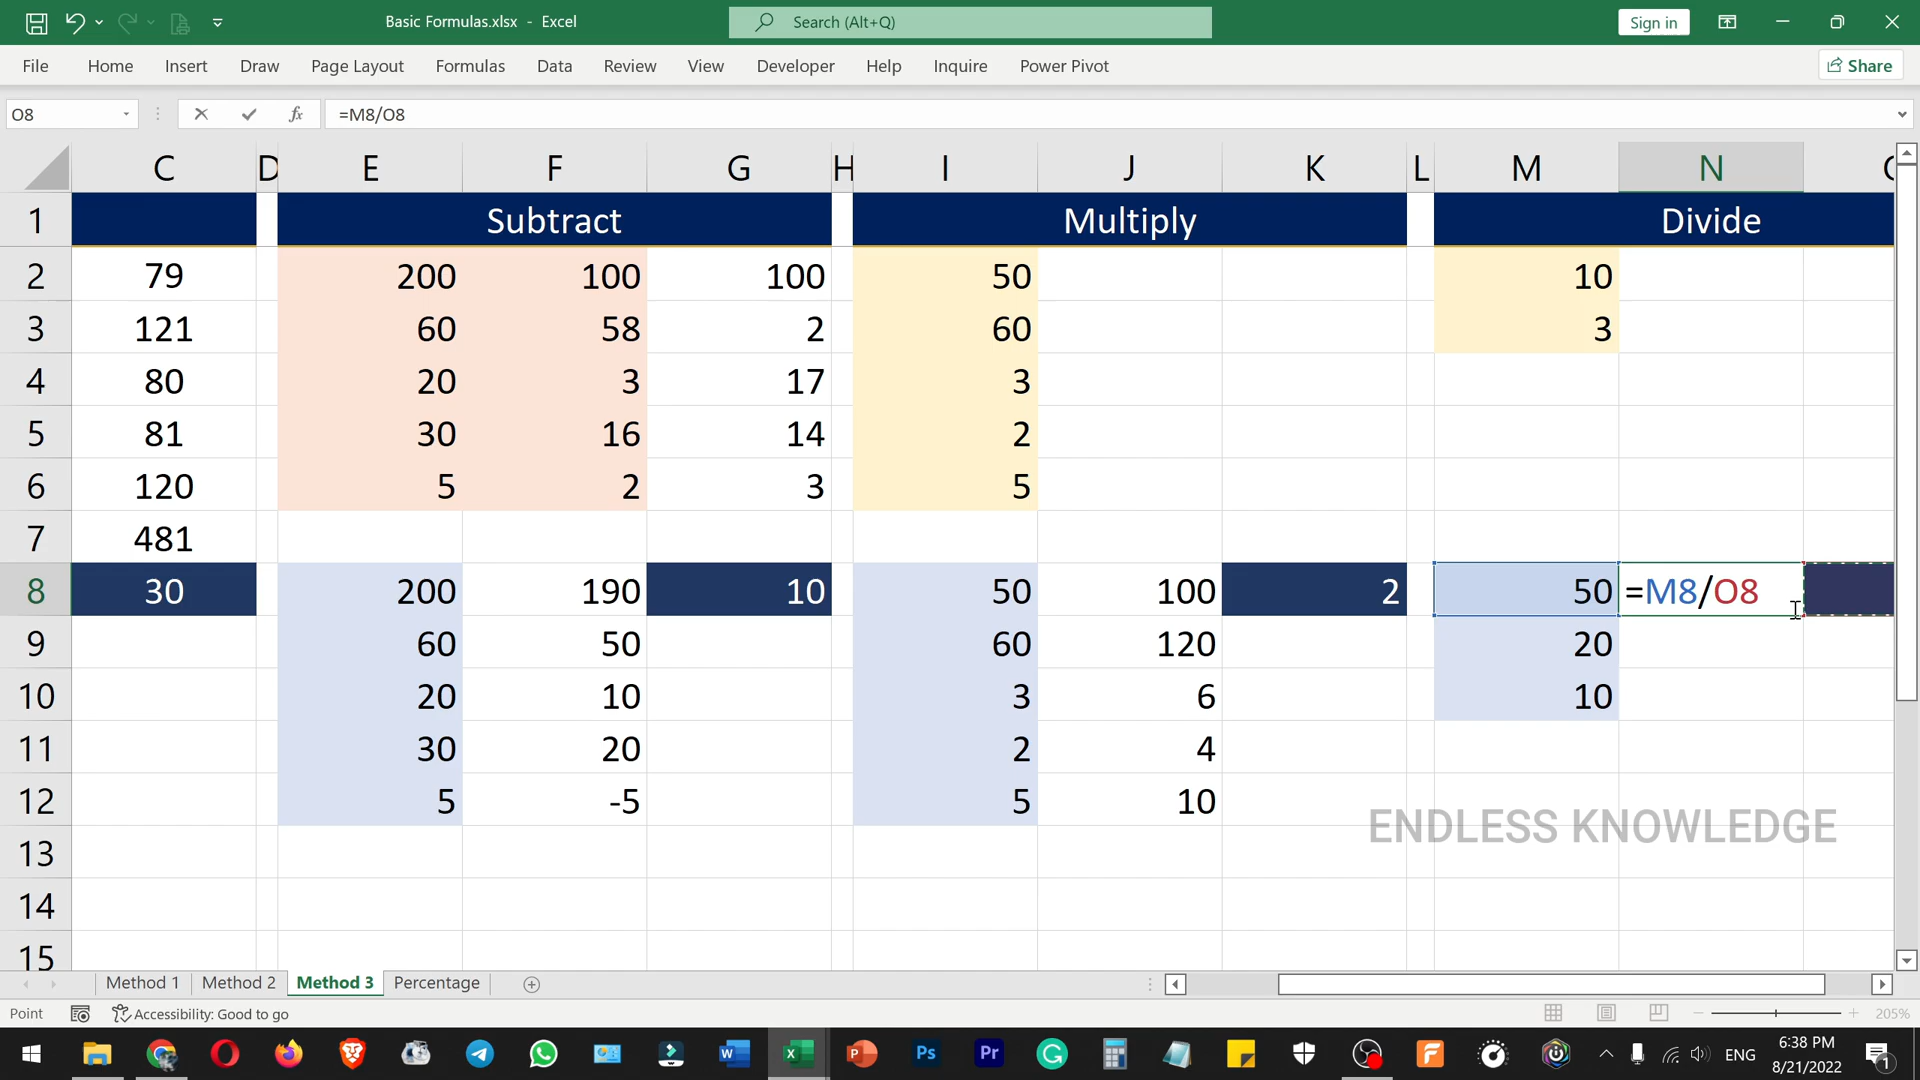 Basic Formulas.xlsx - Excel
Search (Alt+Q)
Sign in
File Home Insert Draw Page Layout Formulas Data Review View Developer Help Inquire Power Pivot Share
O8 fx =M8/O8
C D E F G H I J K L M N
1 Subtract Multiply Divide
2 79 200 100 100 50 10
3 121 60 58 2 60 3
4 80 20 3 17 3
5 81 30 16 14 2
6 120 5 2 3 5
7 481
8 30 200 190 10 50 100 2 50 =M8/O8
9 60 50 60 120 20
10 20 10 3 6 10
11 30 20 2 4
12 5 -5 5 10
ENDLESS KNOWLEDGE
13
14
15
Method 1 Method 2 Method 3 Percentage
Point Accessibility: Good to go 205%
6:38 PM
ENG
8/21/2022
1